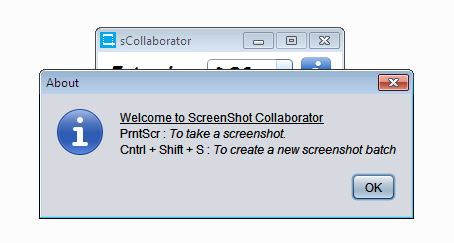 sCollaborator
About
Welcome to ScreenShot Collaborator
PrntScr : To take a screenshot.
Cntrl + Shift + S : To create a new screenshot batch
OK